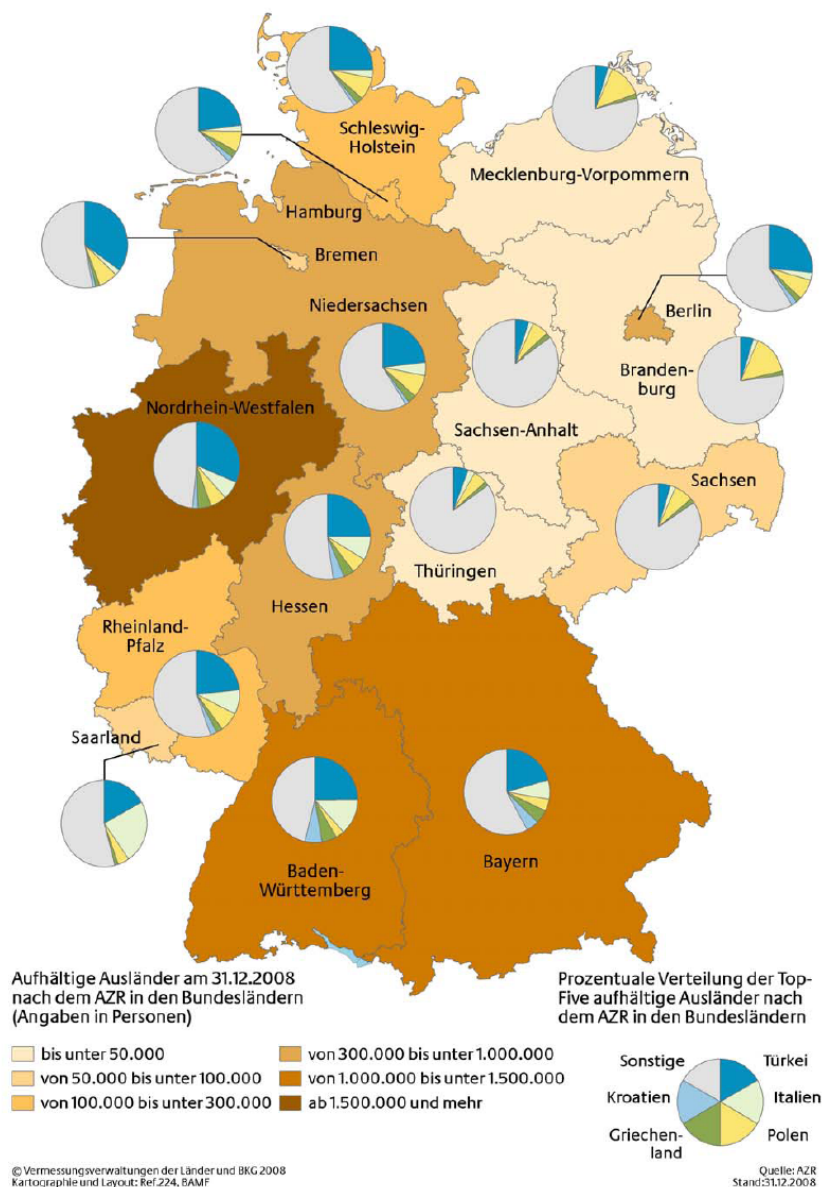 Schleswig-
Holstein
Mecklenburg-Vorpommern
Hamburg
Bremen
Niedersachsen
Berlin
Branden-
burg
Nordrhein-Westfalen
Sachsen-Anhalt
Sachsen
Thüringen
Hessen
Rheinland-
Pfalz
Saarland
Baden-
Württemberg
Bayern
Aufhältige Ausländer am 31.12.2008
nach dem AZR in den Bundesländern
(Angaben in Personen)
bis unter 50.000
von 50.000 bis unter 100.000
von 100.000 bis unter 300.000
von 300.000 bis unter 1.000.000
von 1.000.000 bis unter 1.500.000
ab 1.500.000 und mehr
Prozentuale Verteilung der Top-
Five aufhältige Ausländer nach
dem AZR in den Bundesländern
Sonstige
Türkei
Kroatien
Italien
Griechen-
land
Polen
© Vermessungsverwaltungen der Länder und BKG 2008
Kartographie und Layout: Ref.224, BAMF
Quelle: AZR
Stand:31.12.2008